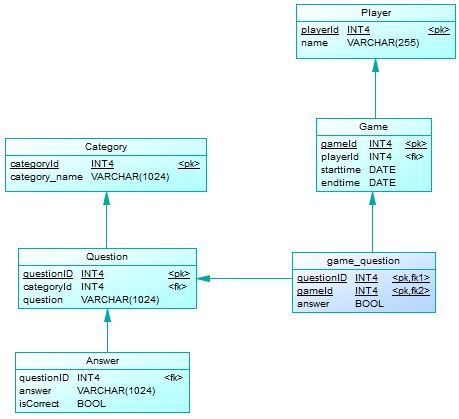 Player
playerId INT4 <pk>
name VARCHAR(255)
Game
gameId INT4 <pk>
playerId INT4 <fk>
starttime DATE
endtime DATE
Category
categoryId INT4 <pk>
category_name VARCHAR(1024)
Question
questionID INT4 <pk>
categoryId INT4 <fk>
question VARCHAR(1024)
game_question
questionID INT4 <pk,fk1>
gameId INT4 <pk,fk2>
answer BOOL
Answer
questionID INT4 <fk>
answer VARCHAR(1024)
isCorrect BOOL